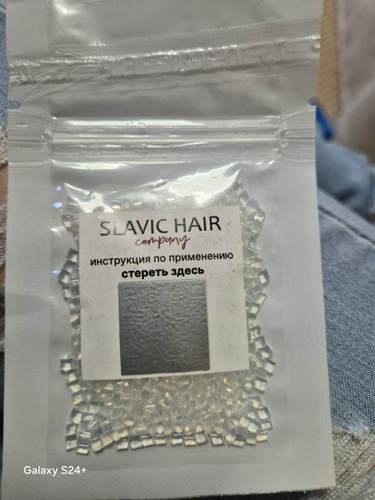 SLAVIC HAIR
company
инструкция по применению
стереть здесь
Galaxy S24+